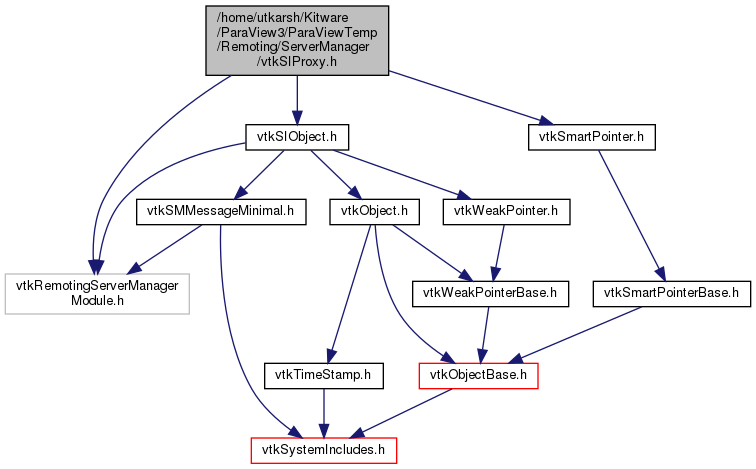 /home/utkarsh/Kitware
/ParaView3/ParaViewTemp
/Remoting/ServerManager
/vtkSIProxy.h
vtkSIObject.h
vtkSmartPointer.h
vtkSMMessageMinimal.h
vtkObject.h
vtkWeakPointer.h
vtkRemotingServerManager
Module.h
vtkWeakPointerBase.h
vtkSmartPointerBase.h
vtkTimeStamp.h
vtkObjectBase.h
vtkSystemIncludes.h